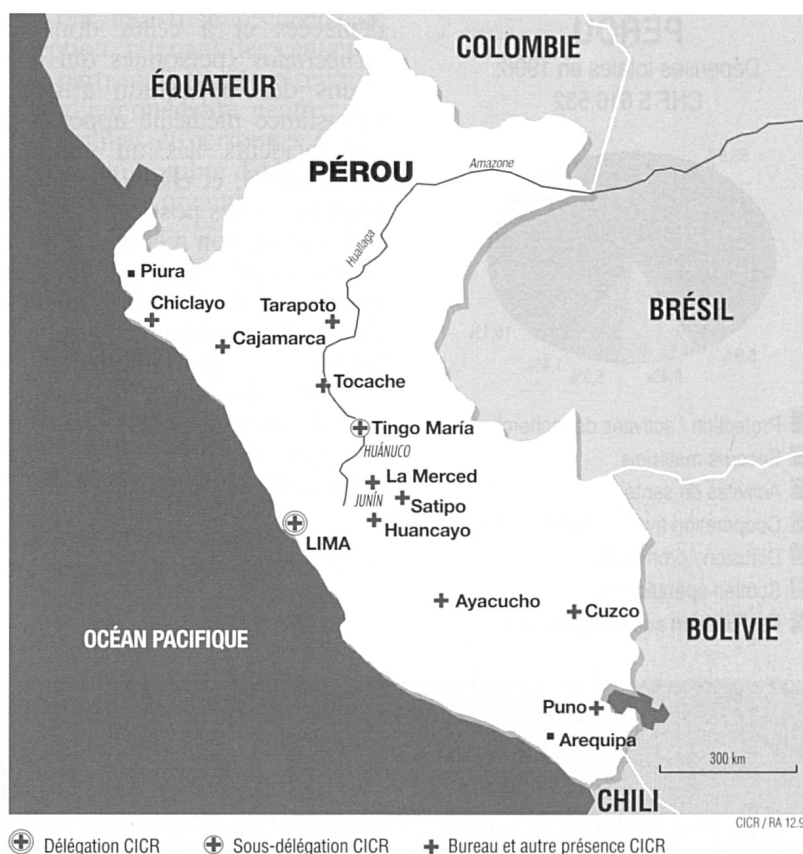 COLOMBIE
ÉQUATEUR
PÉROU
Amazone
Huallaga
Piura
BRÉSIL
Chiclayo
Tarapoto
Cajamarca
Tocache
Tingo María
HUÁNUCO
La Merced
JUNÍN
Satipo
Huancayo
LIMA
Ayacucho
Cuzco
OCÉAN PACIFIQUE
BOLIVIE
Puno
Arequipa
300 km
CHILI
CICR / RA 12.9
Délégation CICR
Sous-délégation CICR
Bureau et autre présence CICR